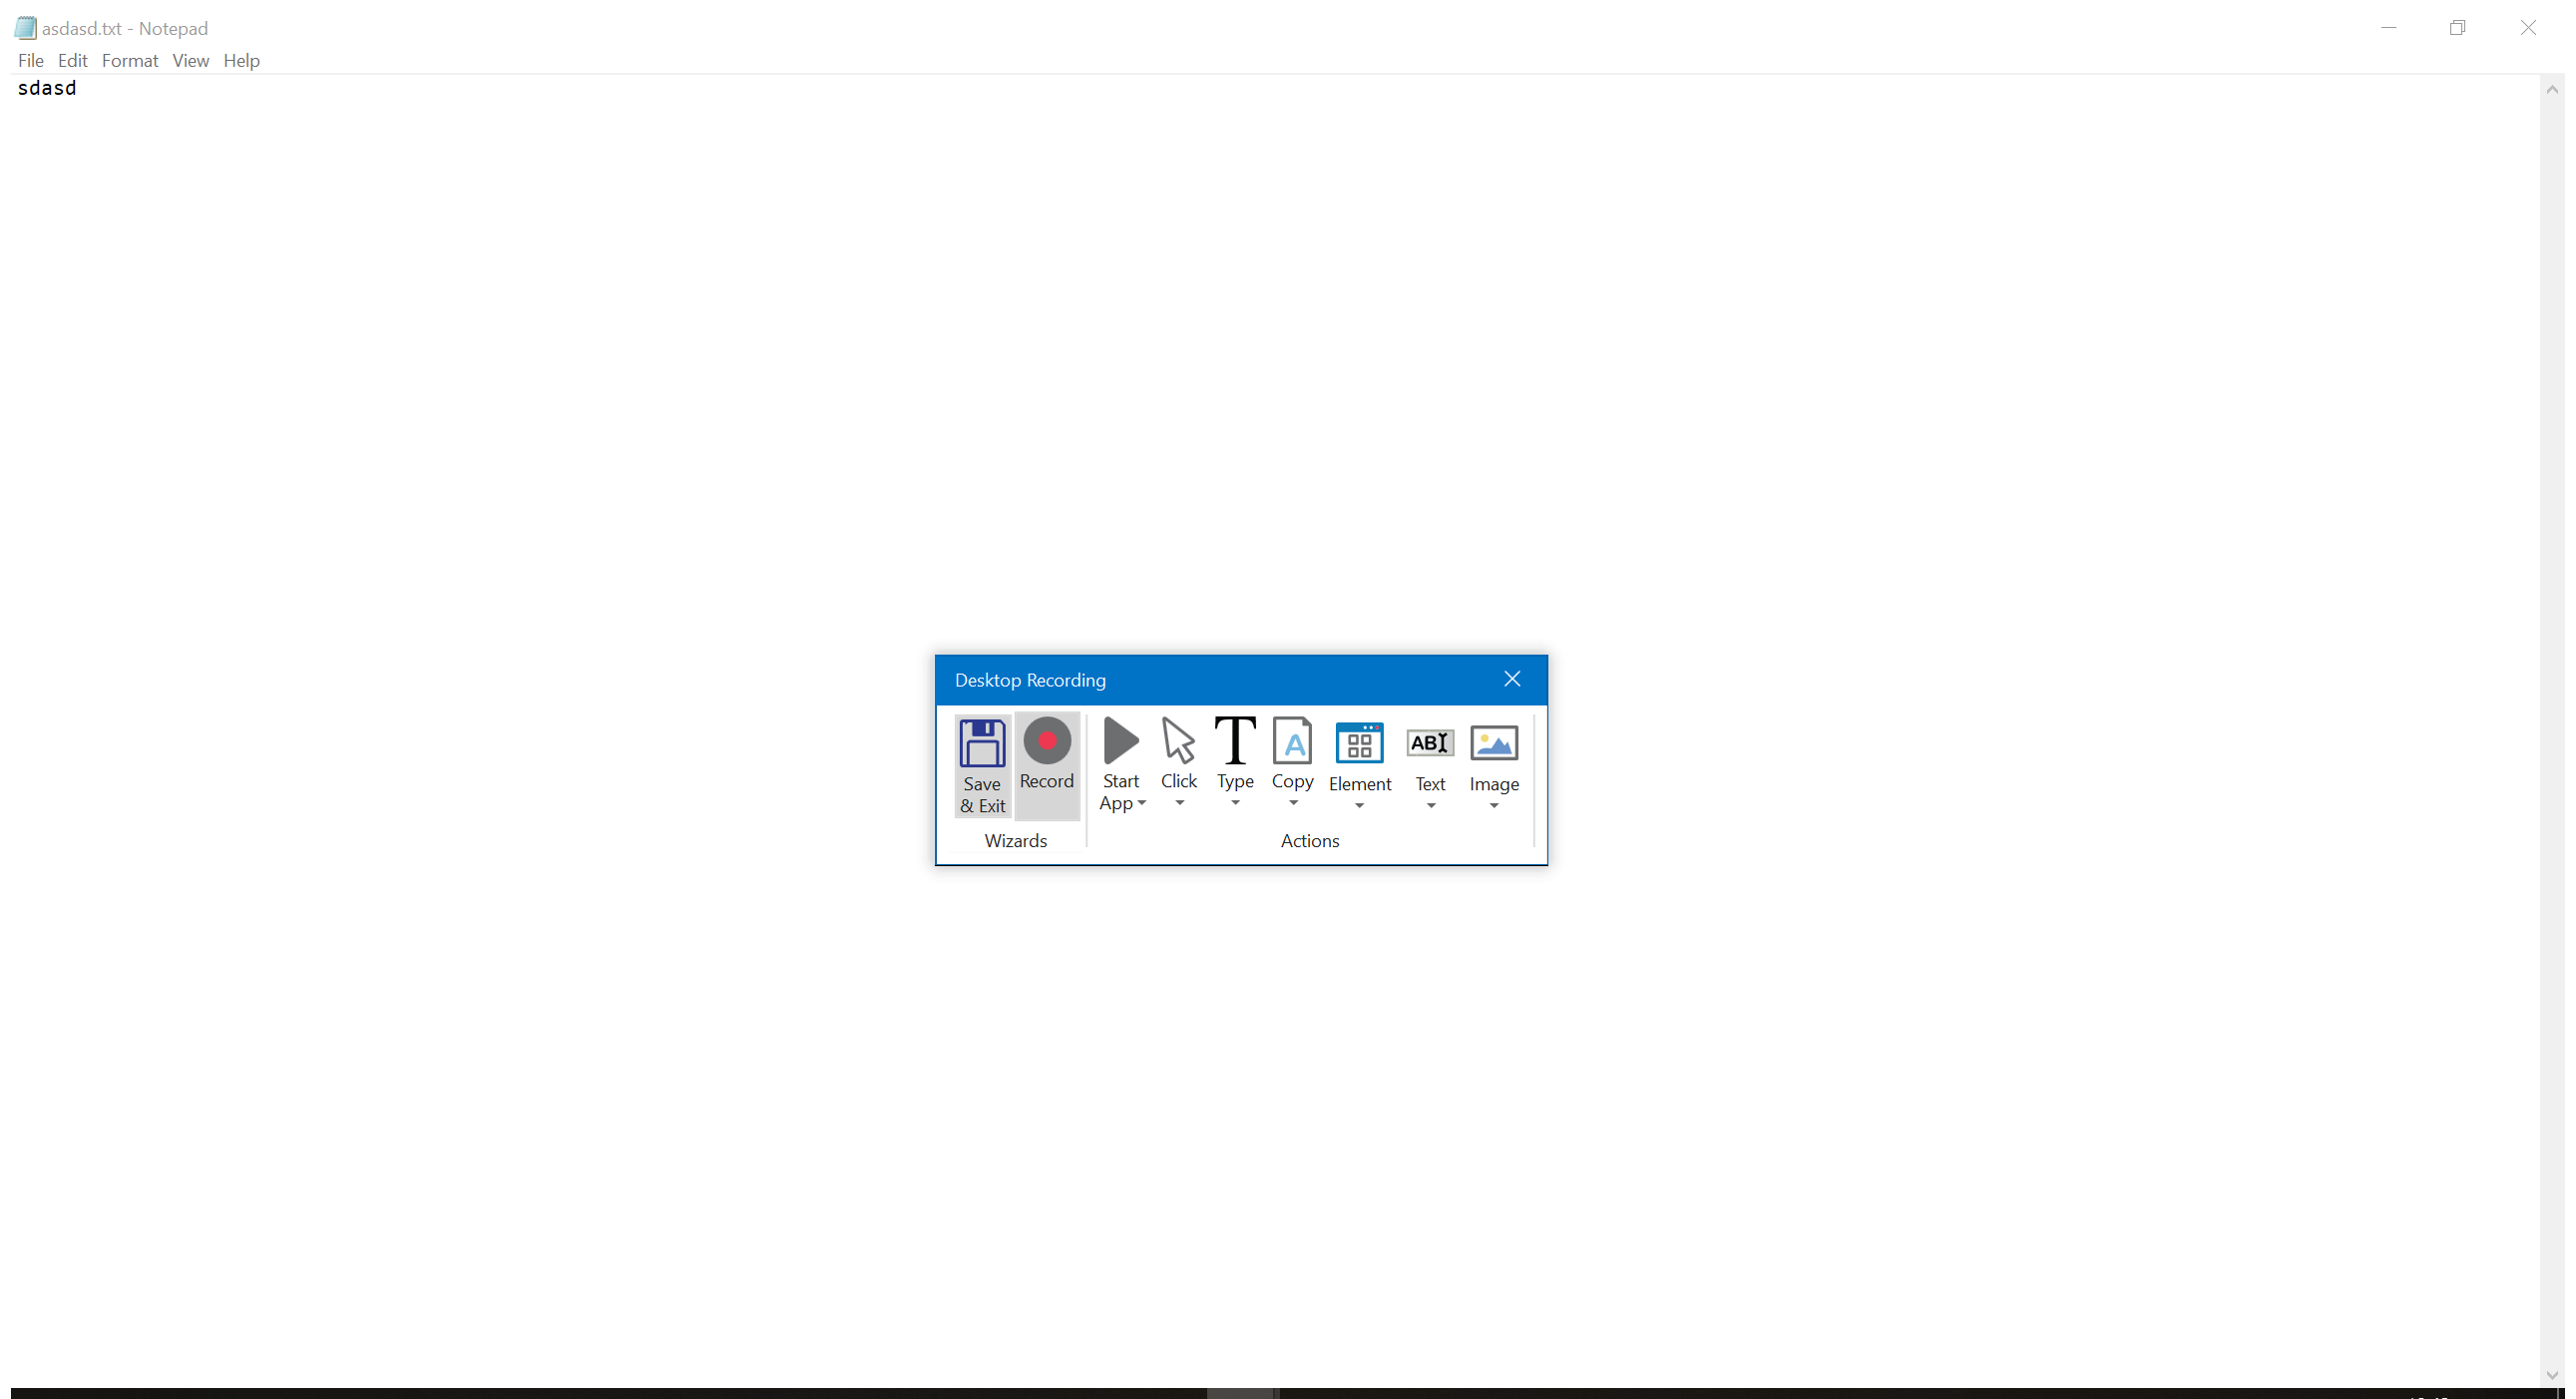 asdasd.txt - Notepad
File Edit Format View Help
sdasd
Desktop Recording
Save & Exit
Record
Start App
Click
Type
Copy
Element
ABI
Text
Image
Wizards
Actions